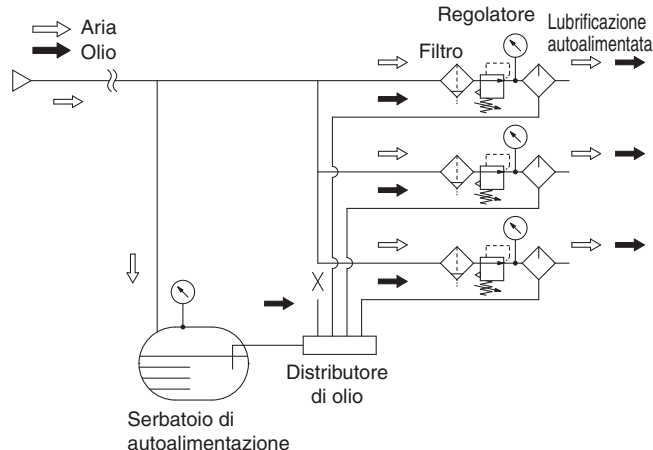 Aria
Olio
Regolatore
Filtro
Lubrificazione
autoalimentata
Distributore
di olio
Serbatoio di
autoalimentazione